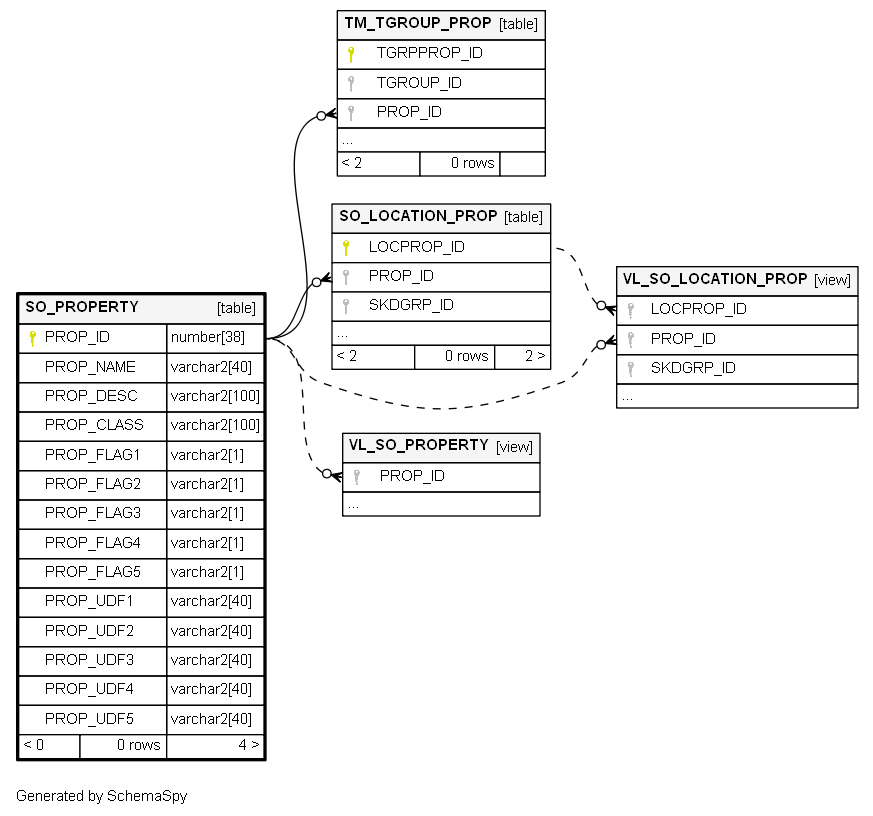 TM_TGROUP_PROP [table]
TGRPPROP_ID
TGROUP_ID
PROP_ID
...
< 2 0 rows
SO_LOCATION_PROP [table]
LOCPROP_ID
PROP_ID
SKDGRP_ID
...
< 2 0 rows 2 >
VL_SO_LOCATION_PROP [view]
LOCPROP_ID
PROP_ID
SKDGRP_ID
...
SO_PROPERTY [table]
PROP_ID number[38]
PROP_NAME varchar2[40]
PROP_DESC varchar2[100]
PROP_CLASS varchar2[100]
PROP_FLAG1 varchar2[1]
PROP_FLAG2 varchar2[1]
PROP_FLAG3 varchar2[1]
PROP_FLAG4 varchar2[1]
PROP_FLAG5 varchar2[1]
PROP_UDF1 varchar2[40]
PROP_UDF2 varchar2[40]
PROP_UDF3 varchar2[40]
PROP_UDF4 varchar2[40]
PROP_UDF5 varchar2[40]
< 0 0 rows 4 >
VL_SO_PROPERTY [view]
PROP_ID
...
Generated by SchemaSpy